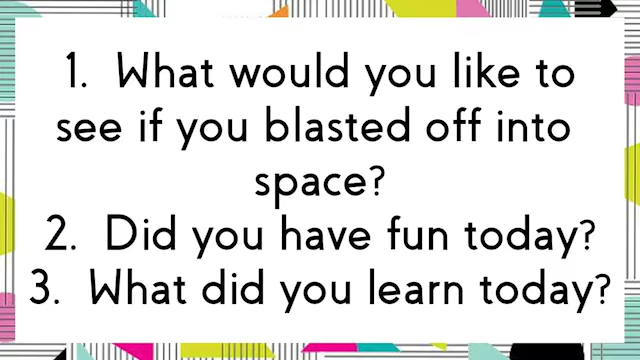 1. What would you like to
see if you blasted off into
space?
2. Did you have fun today?
3. What did you learn today?